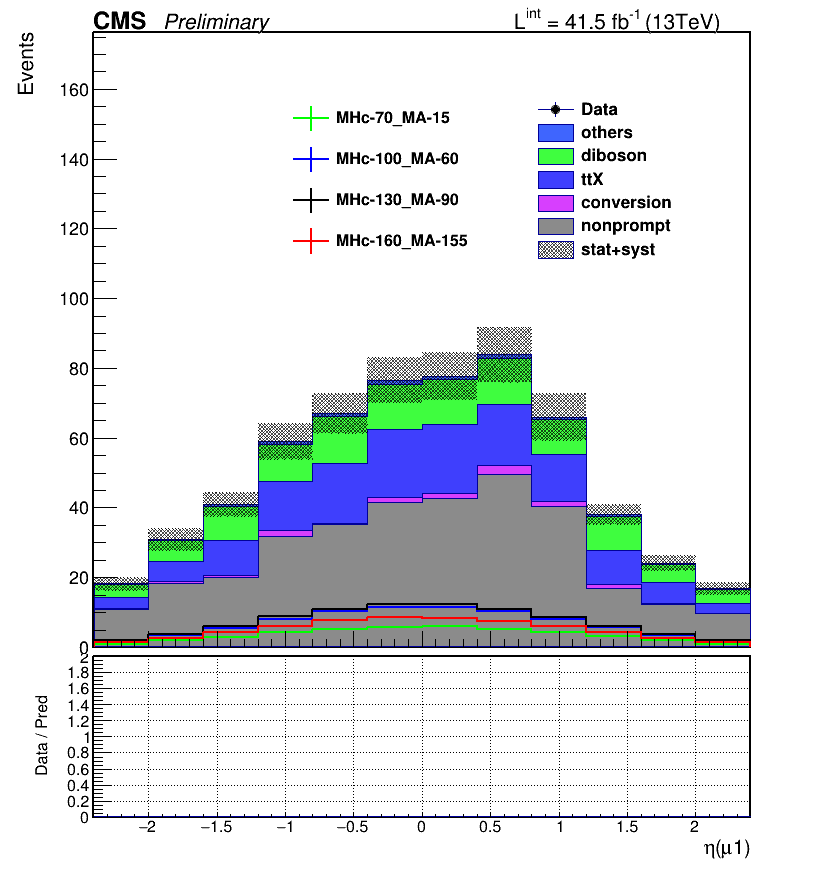 CMS Preliminary L^int = 41.5 fb^-1 (13TeV)
Events
160
140
120
100
80
60
40
20
0
MHc-70_MA-15
MHc-100_MA-60
MHc-130_MA-90
MHc-160_MA-155
Data
others
diboson
ttX
conversion
nonprompt
stat+syst
Data / Pred
2
1.8
1.6
1.4
1.2
1
0.8
0.6
0.4
0.2
0
−2 −1.5 −1 −0.5 0 0.5 1 1.5 2
η(μ1)